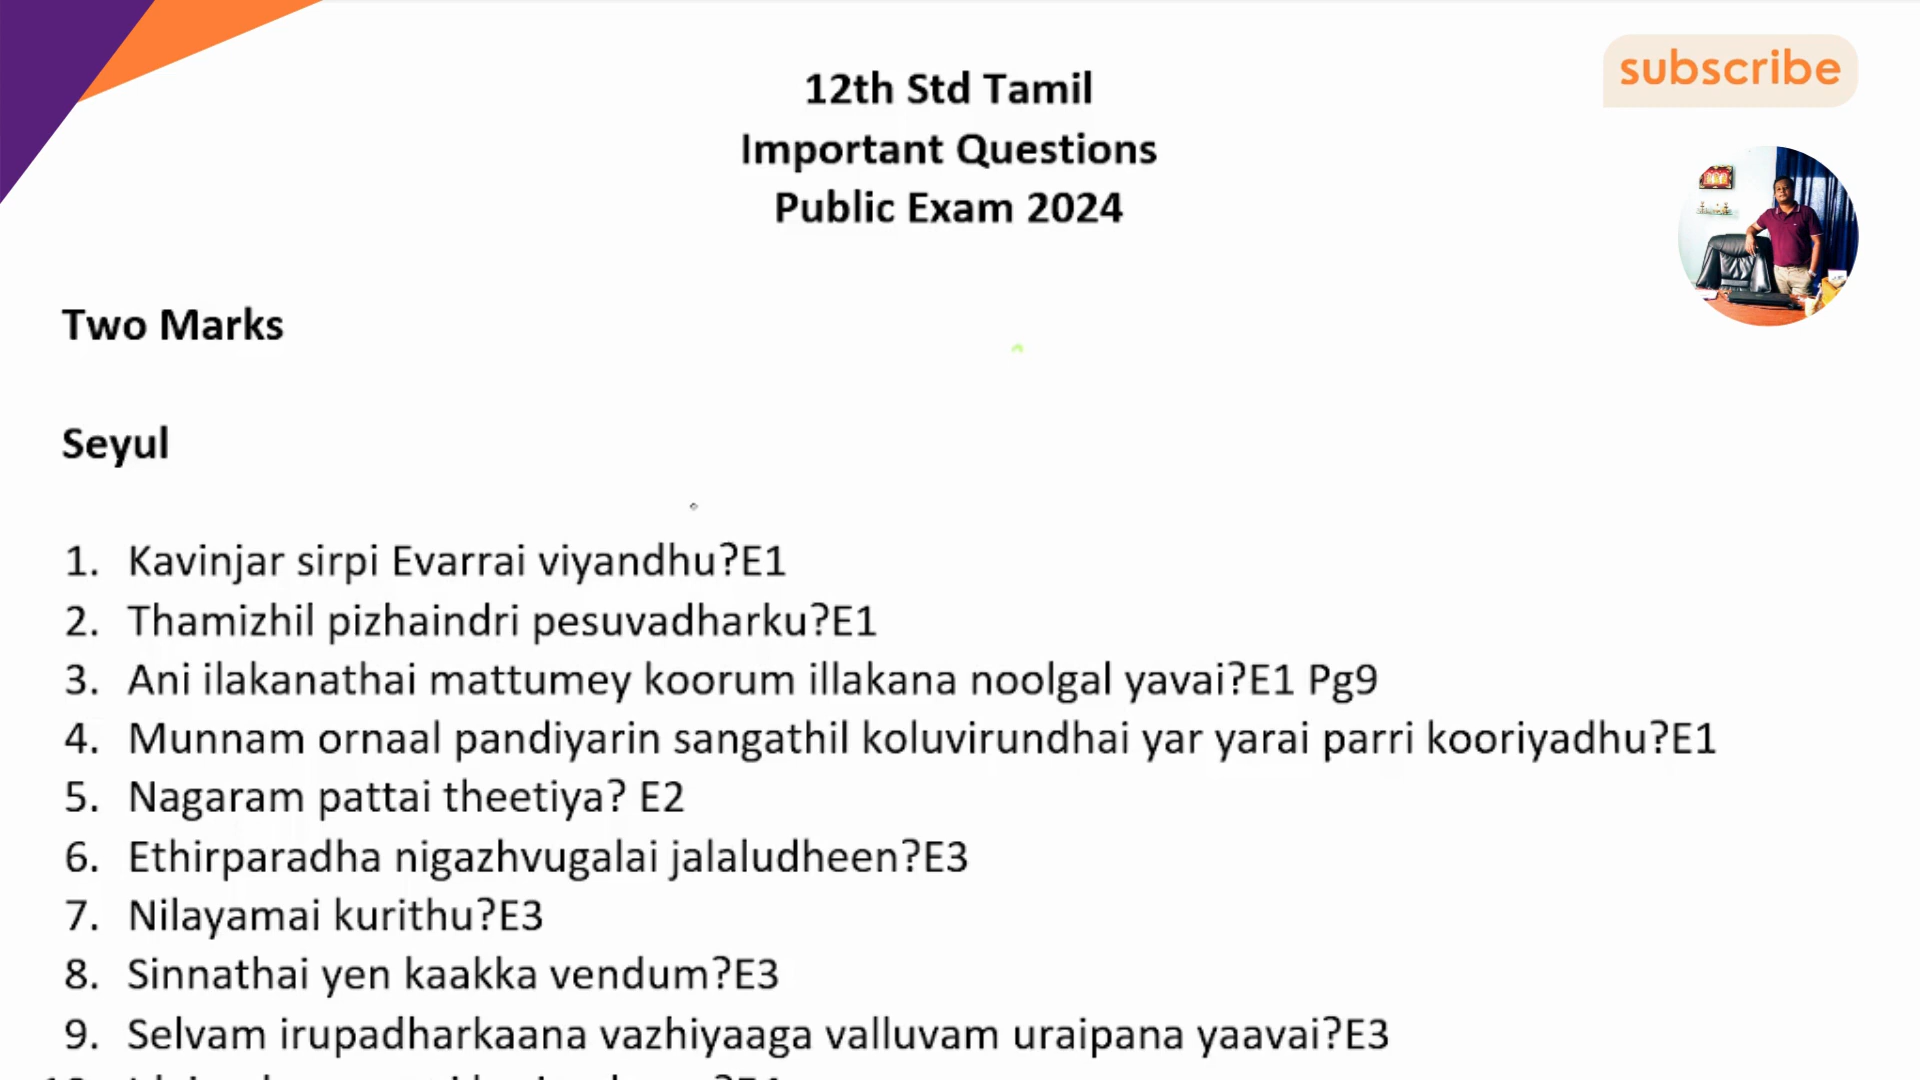 12th Std Tamil
subscribe
Important Questions
Public Exam 2024
Two Marks
Seyul
1. Kavinjar sirpi Evarrai viyandhu?E1
2. Thamizhil pizhaindri pesuvadharku?E1
3. Ani ilakanathai mattumey koorum illakana noolgal yavai?E1 Pg9
4. Munnam ornaal pandiyarin sangathil koluvirundhai yar yarai parri kooriyadhu?E1
5. Nagaram pattai theetiya? E2
6. Ethirparadha nigazhvugalai jalaludheen?E3
7. Nilayamai kurithu?E3
8. Sinnathai yen kaakka vendum?E3
9. Selvam irupadharkaana vazhiyaaga valluvam uraipana yaavai?E3